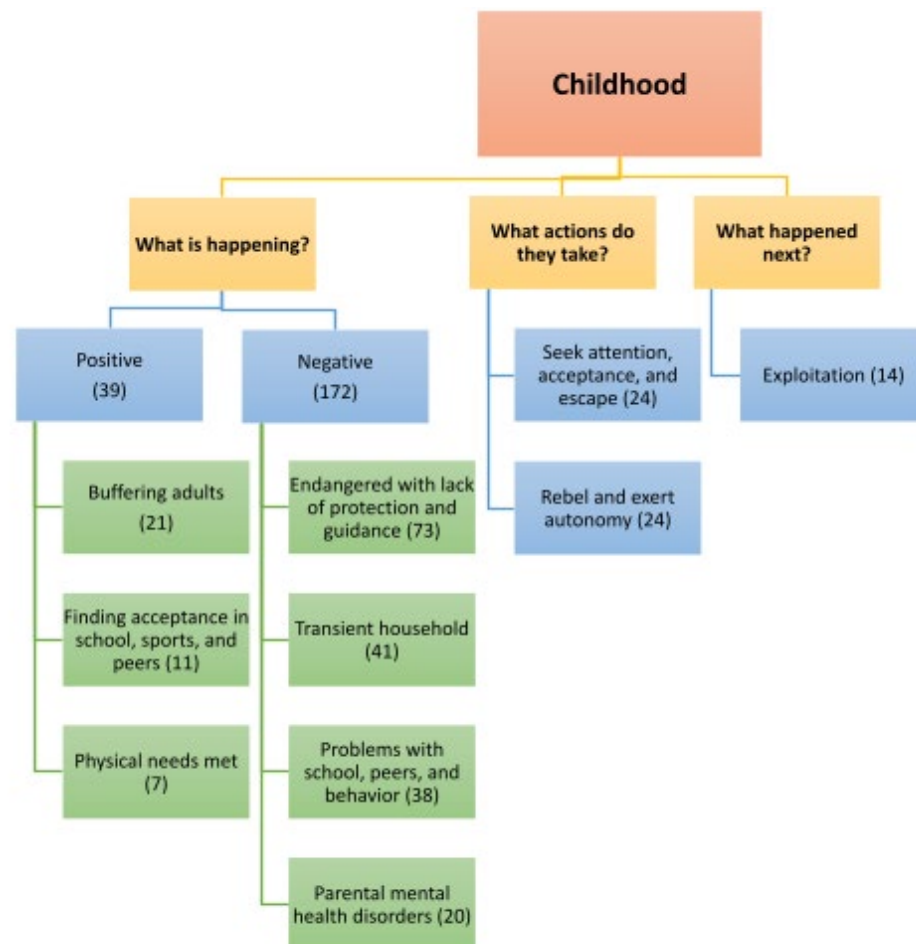 Childhood
What is happening?
What actions do
they take?
What happened
next?
Positive
(39)
Negative
(172)
Seek attention,
acceptance, and
escape (24)
Exploitation (14)
Buffering adults
(21)
Endangered with lack
of protection and
guidance (73)
Rebel and exert
autonomy (24)
Finding acceptance in
school, sports, and
peers (11)
Transient household
(41)
Physical needs met
(7)
Problems with
school, peers, and
behavior (38)
Parental mental
health disorders (20)